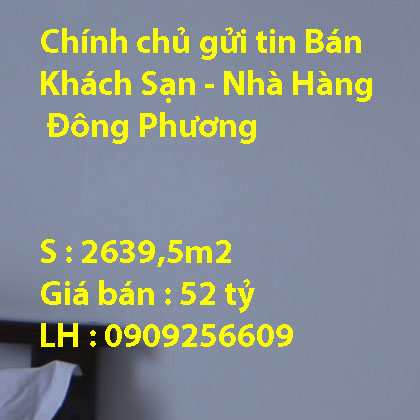 Chính chủ gửi tin Bán
Khách Sạn - Nhà Hàng
Đông Phương
S : 2639,5m2
Giá bán : 52 tỷ
LH : 0909256609